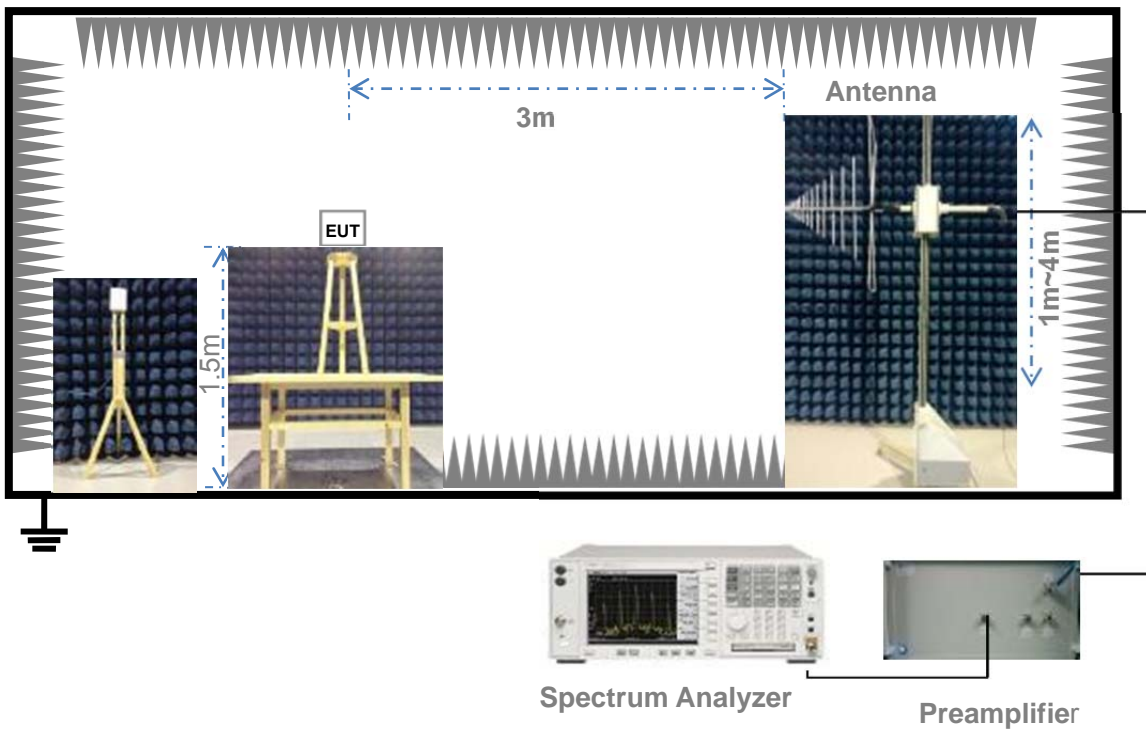 Antenna
3m
EUT
1.5m
1m~4m
Spectrum Analyzer
Preamplifier